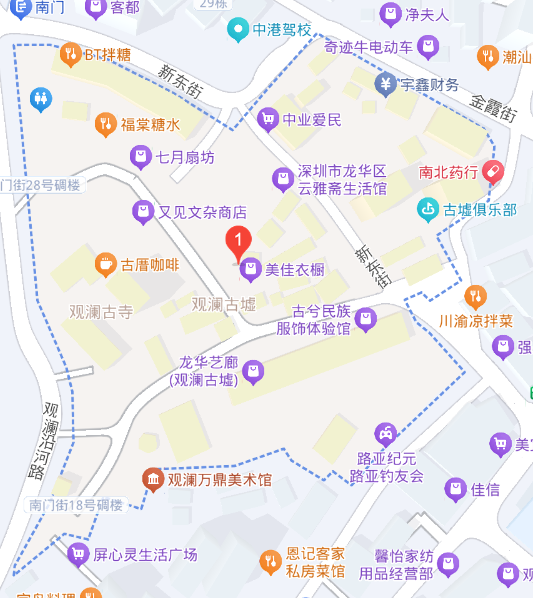 南门
客都
29栋
净夫人
中港驾校
奇迹牛电动车
BT拌糖
潮汕
新东街
宇鑫财务
金霞街
福棠糖水
中业爱民
七月扇坊
深圳市龙华区
云雅斋生活馆
南北药行
门街28号碉楼
又见文杂商店
古墟俱乐部
1
新东街
古厝咖啡
美佳衣橱
观澜古墟
观澜古寺
古兮民族
服饰体验馆
川渝凉拌菜
强
龙华艺廊
(观澜古墟)
观澜沿河路
路亚纪元
路亚钓友会
美宜
观澜万鼎美术馆
佳信
南门街18号碉楼
屏心灵生活广场
恩记客家
私房菜馆
馨怡家纺
用品经营部
观